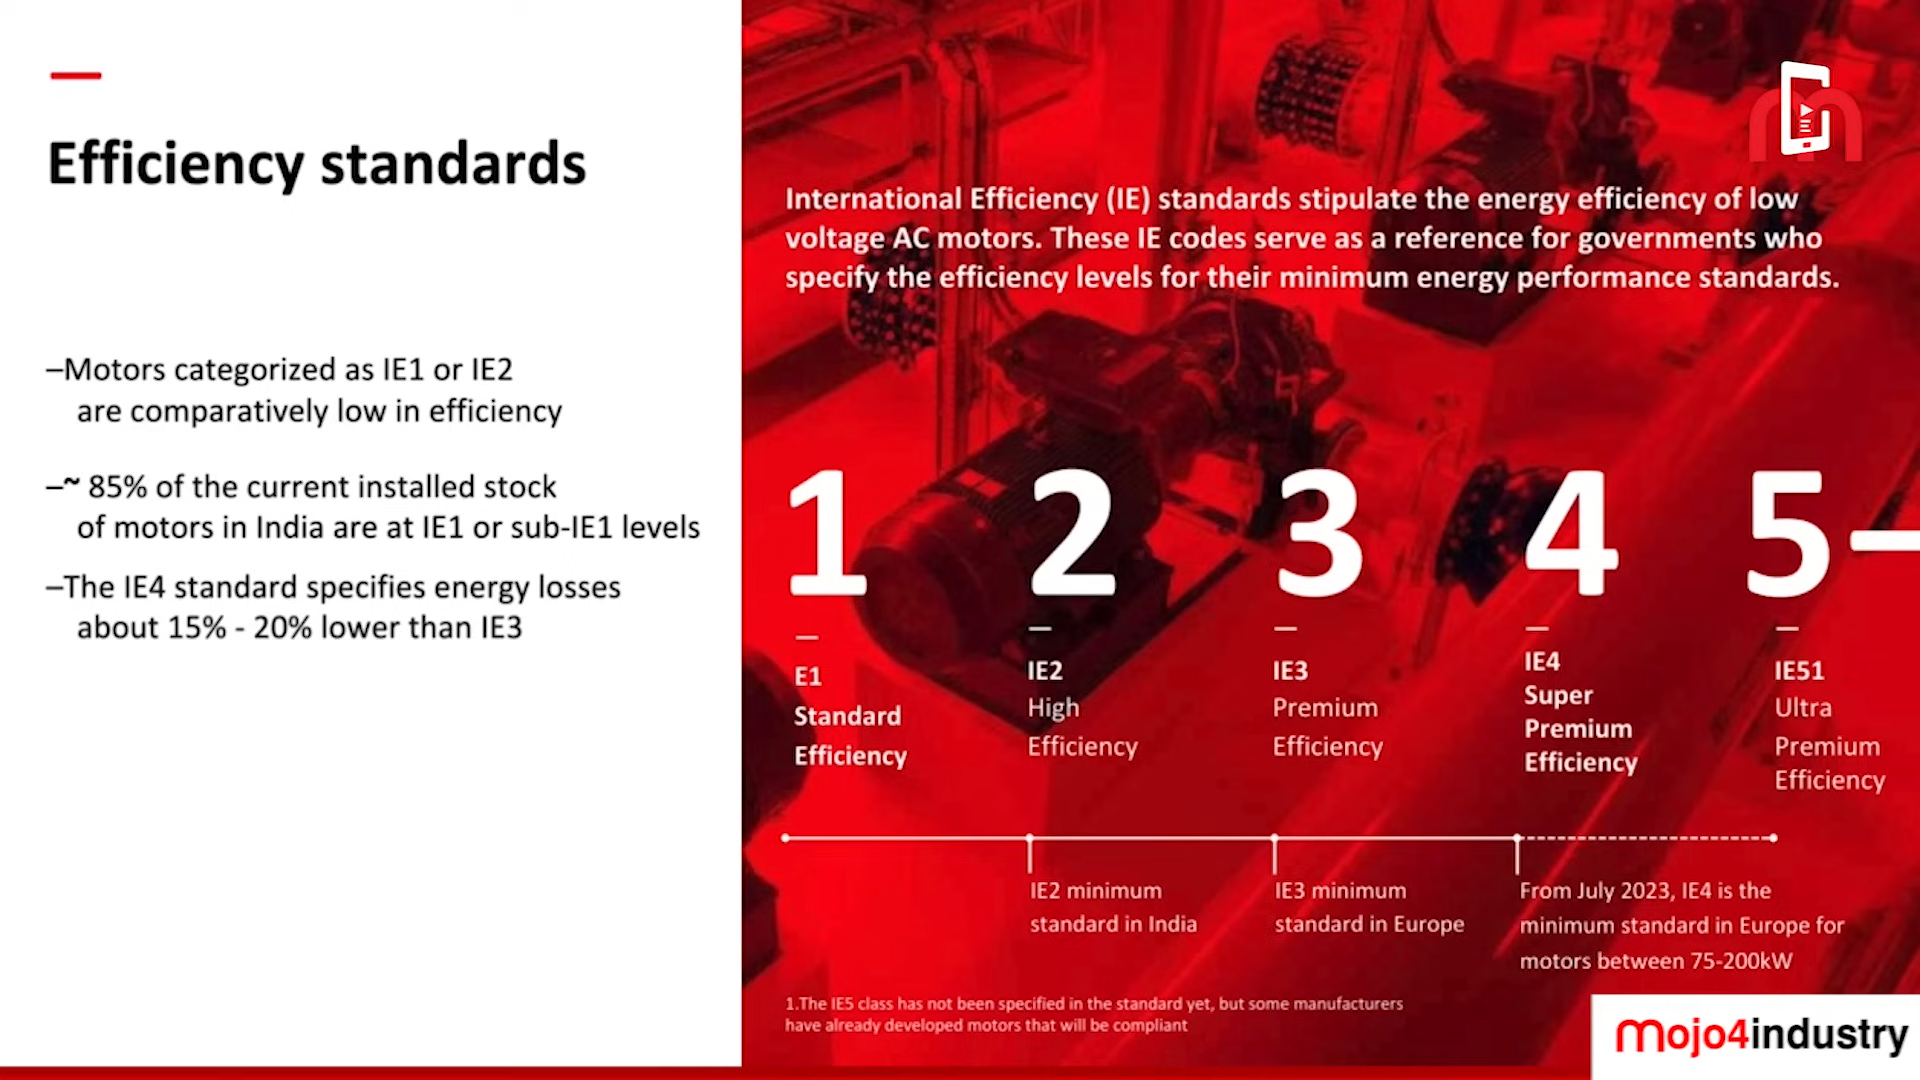 Efficiency standards
–Motors categorized as IE1 or IE2
are comparatively low in efficiency
–~ 85% of the current installed stock
of motors in India are at IE1 or sub-IE1 levels
–The IE4 standard specifies energy losses
about 15% - 20% lower than IE3
International Efficiency (IE) standards stipulate the energy efficiency of low
voltage AC motors. These IE codes serve as a reference for governments who
specify the efficiency levels for their minimum energy performance standards.
1
E1
Standard
Efficiency
2
IE2
High
Efficiency
3
IE3
Premium
Efficiency
4
IE4
Super
Premium
Efficiency
5–
IE51
Ultra
Premium
Efficiency
IE2 minimum
standard in India
IE3 minimum
standard in Europe
From July 2023, IE4 is the
minimum standard in Europe for
motors between 75-200kW
1.The IE5 class has not been specified in the standard yet, but some manufacturers
have already developed motors that will be compliant
mojo4industry